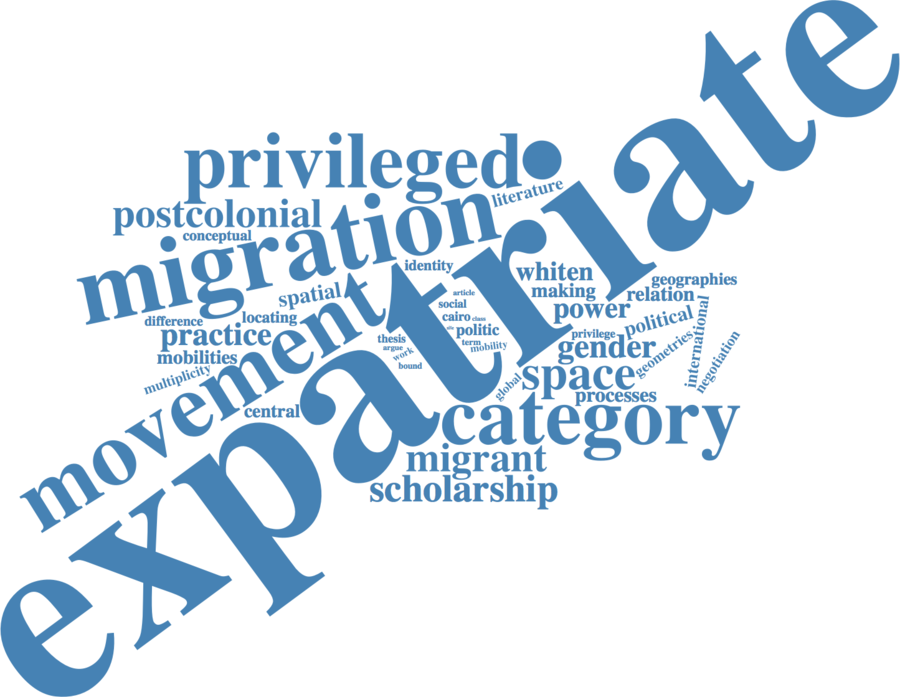 expatriate
privileged
literature
postcolonial
conceptual
migration
identity
whiten
geographies
spatial
making
relation
article
social
power
difference
locating
cairo
class
political
international
practice
movement
politic
privilege
thesis
term
gender
geometries
negotiation
mobilities
argue
work
mobility
bound
multiplicity
global
space
processes
central
category
migrant
scholarship